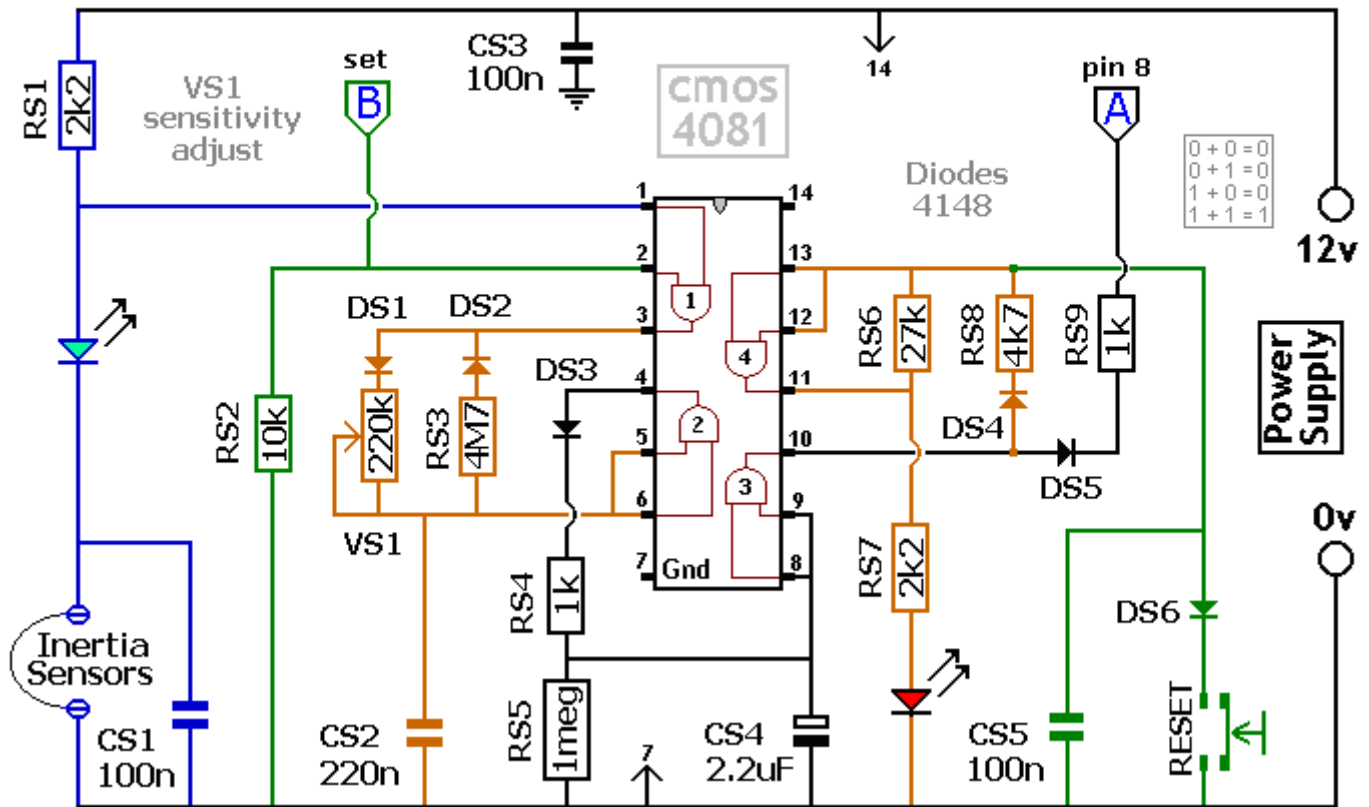 RS1
2k2
VS1
sensitivity
adjust
set
B
CS3
100n
cmos
4081
14
pin 8
A
Diodes
4148
0 + 0 = 0
0 + 1 = 0
1 + 0 = 0
1 + 1 = 1
12v
1
2
3
4
5
6
7
Gnd
14
13
12
11
10
9
8
1
2
3
4
DS1
DS2
DS3
RS2
10k
220k
VS1
RS3
4M7
RS4
1k
RS5
1meg
RS6
27k
RS8
4k7
RS9
1k
DS4
DS5
RS7
2k2
Power
Supply
0v
DS6
RESET
Inertia
Sensors
CS1
100n
CS2
220n
7
CS4
2.2uF
CS5
100n